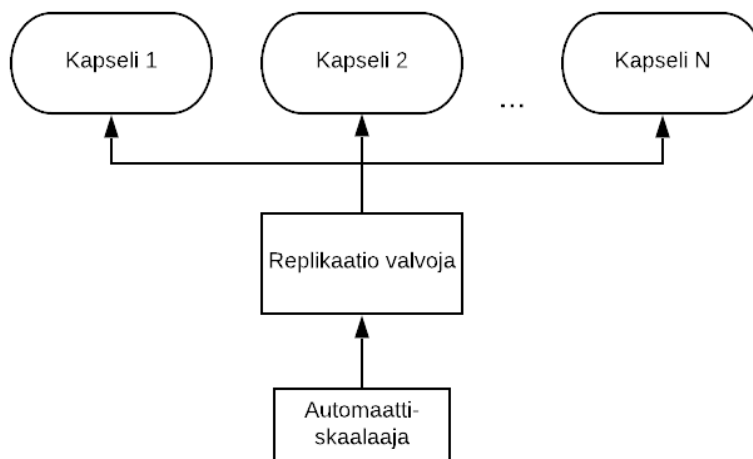 Kapseli 1
Kapseli 2
...
Kapseli N
Replikaatio valvoja
Automaatti-
skaalaaja